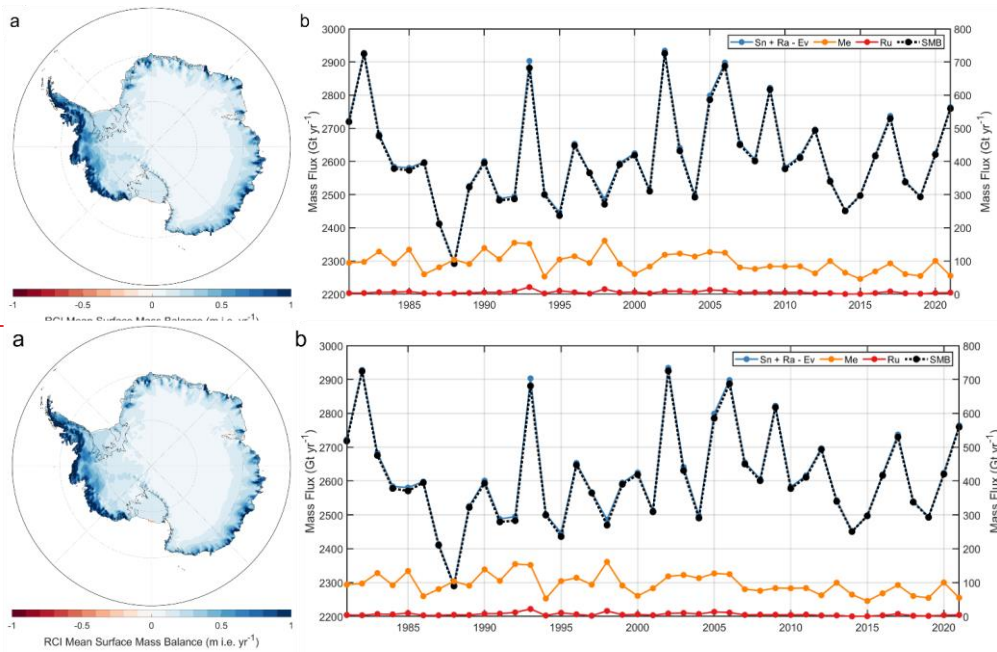 a
-1 -0.5 0 0.5 1
RCI Mean Surface Mass Balance (m i.e. yr-1)
b
Sn + Ra - Ev Me Ru SMB
Mass Flux (Gt yr-1)
3000 2900 2800 2700 2600 2500 2400 2300 2200
1985 1990 1995 2000 2005 2010 2015 2020
800 700 600 500 400 300 200 100 0
Mass Flux (Gt yr-1)
a
-1 -0.5 0 0.5 1
RCI Mean Surface Mass Balance (m i.e. yr-1)
b
Sn + Ra - Ev Me Ru SMB
Mass Flux (Gt yr-1)
3000 2900 2800 2700 2600 2500 2400 2300 2200
1985 1990 1995 2000 2005 2010 2015 2020
800 700 600 500 400 300 200 100 0
Mass Flux (Gt yr-1)